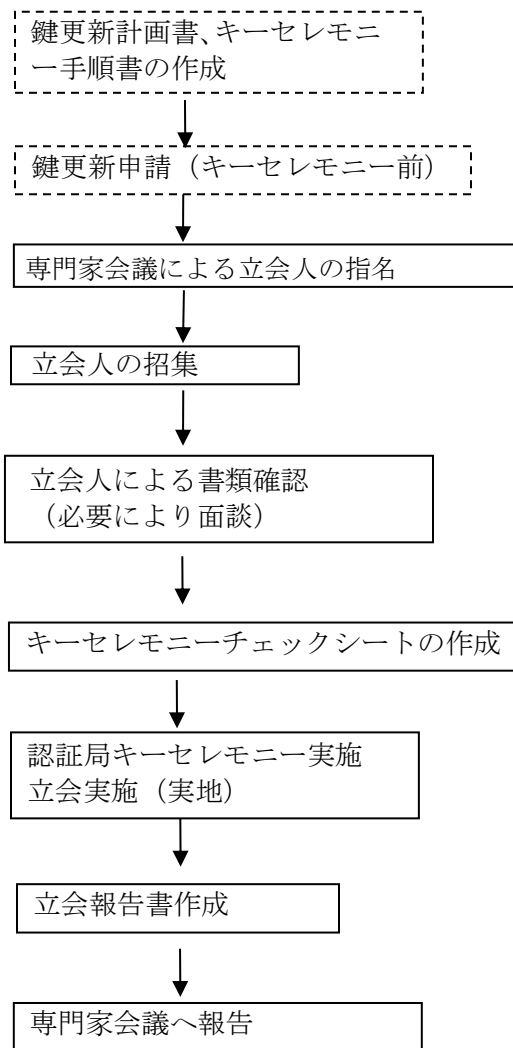 鍵更新計画書、キーセレモニ
ー手順書の作成
鍵更新申請（キーセレモニー前）
専門家会議による立会人の指名
立会人の招集
立会人による書類確認
（必要により面談）
キーセレモニーチェックシートの作成
認証局キーセレモニー実施
立会実施（実地）
立会報告書作成
専門家会議へ報告